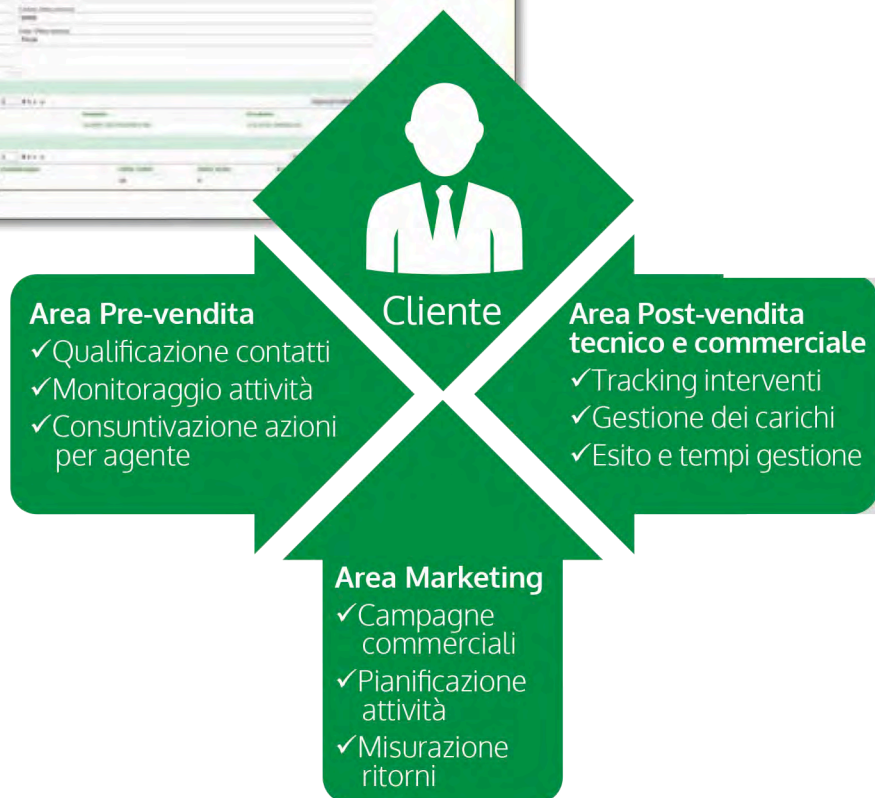 Cliente
Area Pre-vendita
✓Qualificazione contatti
✓Monitoraggio attività
✓Consuntivazione azioni
per agente
Area Post-vendita
tecnico e commerciale
✓Tracking interventi
✓Gestione dei carichi
✓Esito e tempi gestione
Area Marketing
✓Campagne
commerciali
✓Pianificazione
attività
✓Misurazione
ritorni